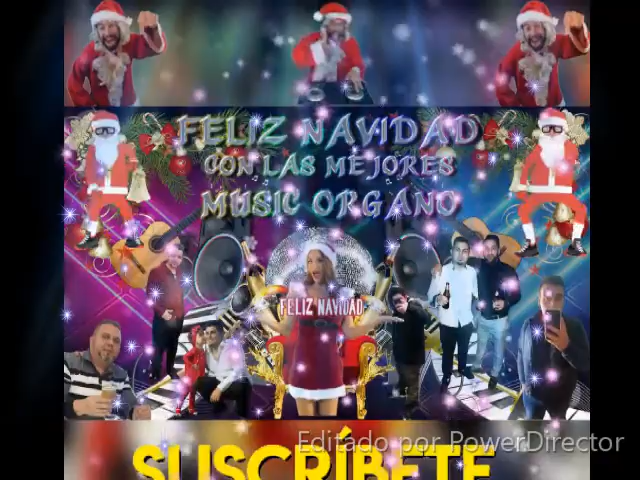 FELIZ NAVIDAD
CON LAS MEJORES
MUSIC ORGANO
FELIZ NAVIDAD
Editado por PowerDirector
SUSCRÍBETE